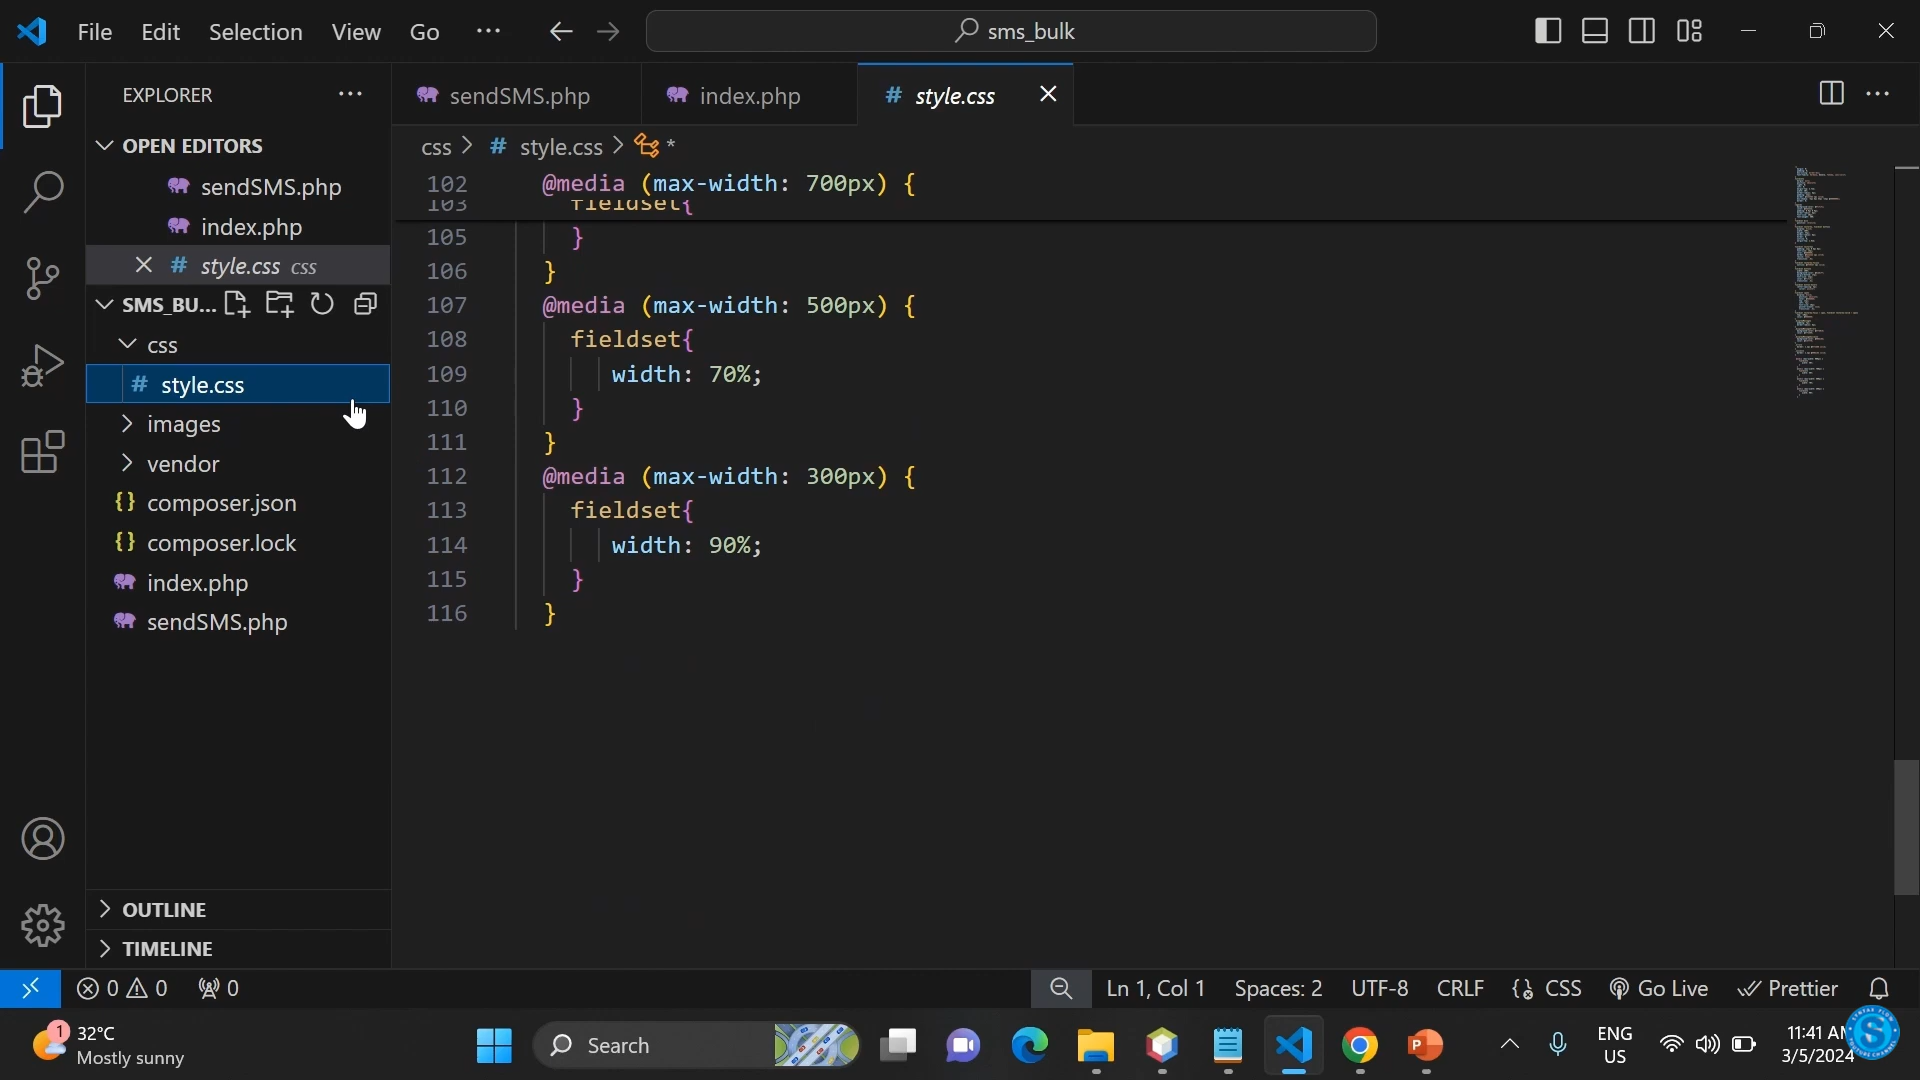 File Edit Selection View Go ··· sms_bulk
EXPLORER ···
OPEN EDITORS
sendSMS.php
index.php
style.css css
SMS_BU...
css
style.css
images
vendor
composer.json
composer.lock
index.php
sendSMS.php
OUTLINE
TIMELINE
sendSMS.php index.php # style.css
css > # style.css > *
102 @media (max-width: 700px) {
103 fieldset{
105 }
106 }
107 @media (max-width: 500px) {
108 fieldset{
109 width: 70%;
110 }
111 }
112 @media (max-width: 300px) {
113 fieldset{
114 width: 90%;
115 }
116 }
0 0 0 Ln 1, Col 1 Spaces: 2 UTF-8 CRLF CSS Go Live Prettier
1 32°C
Mostly sunny
Search
ENG
US
11:41 AM
3/5/2024